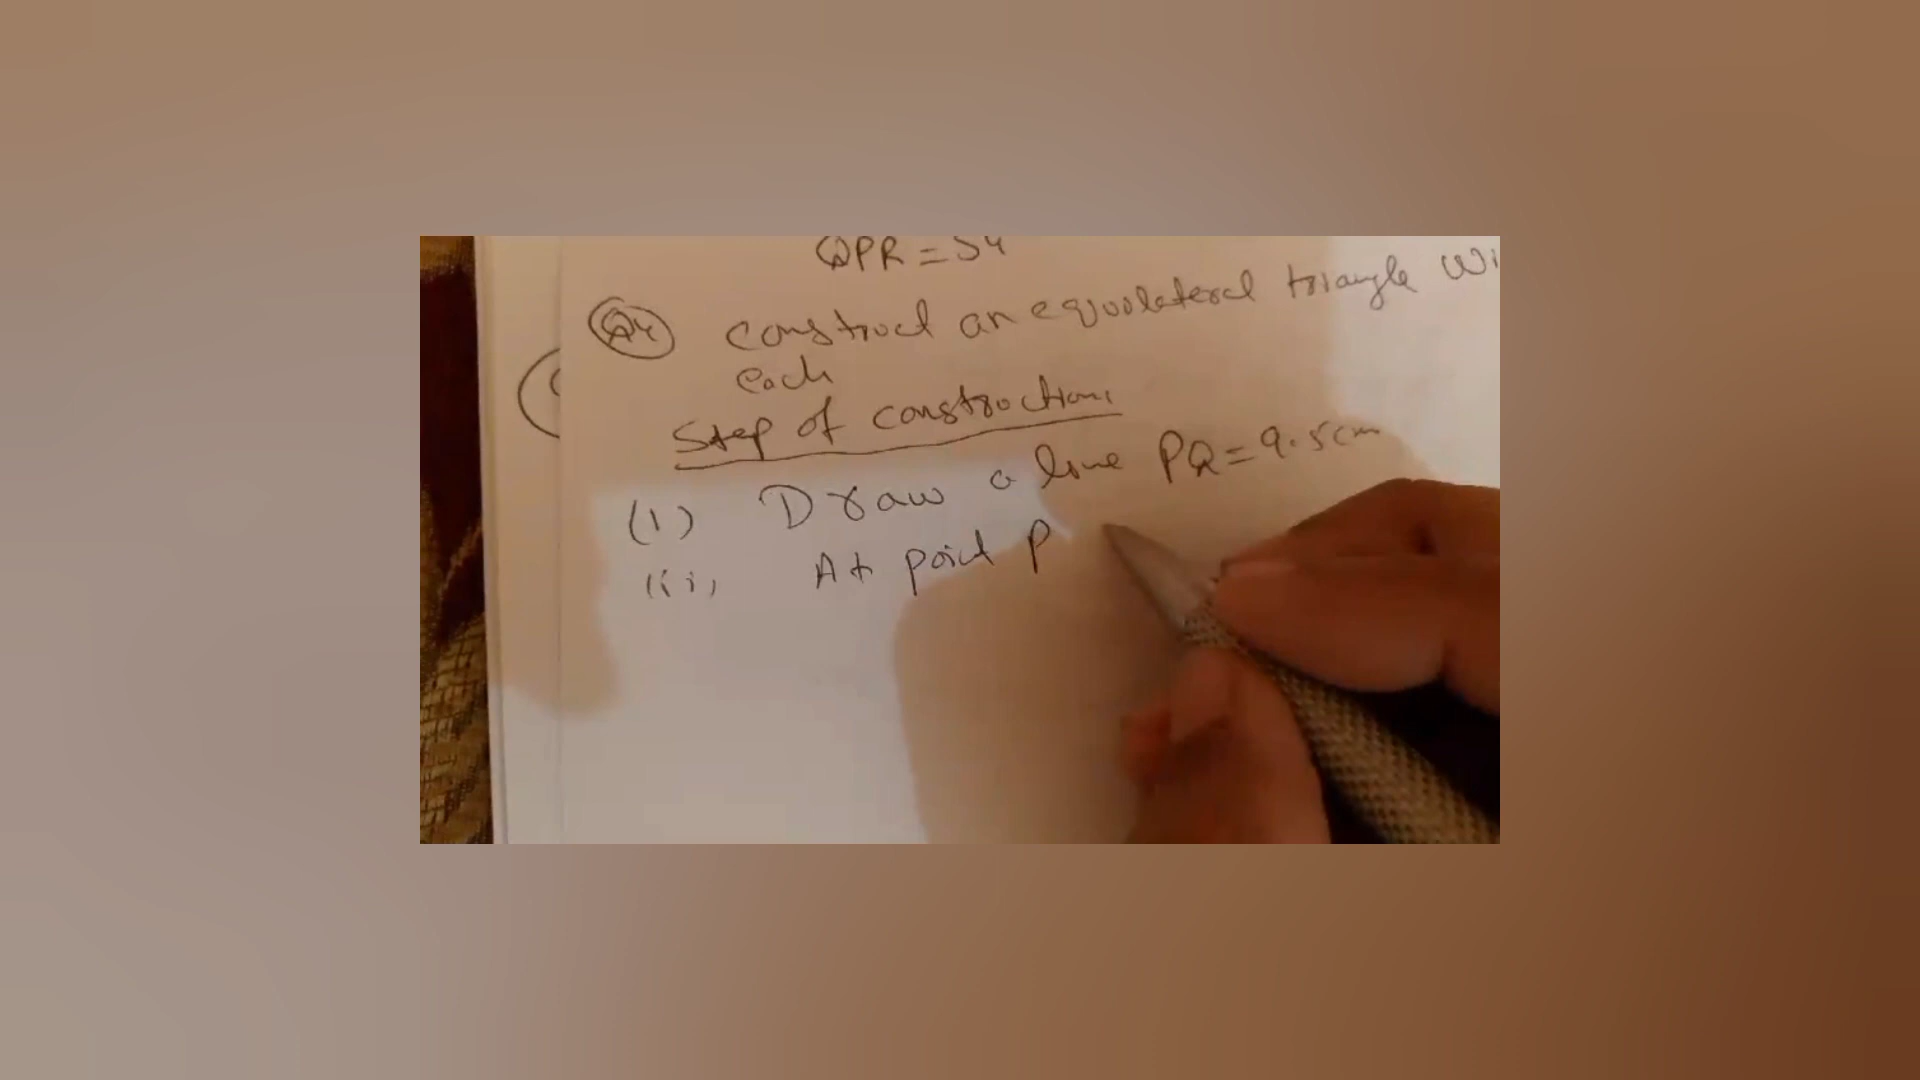 QPR = 54
Q4 construct an equilateral triangle wi
each
Step of construction
(i) Draw a line PQ = 9.5cm
(ii) At point P